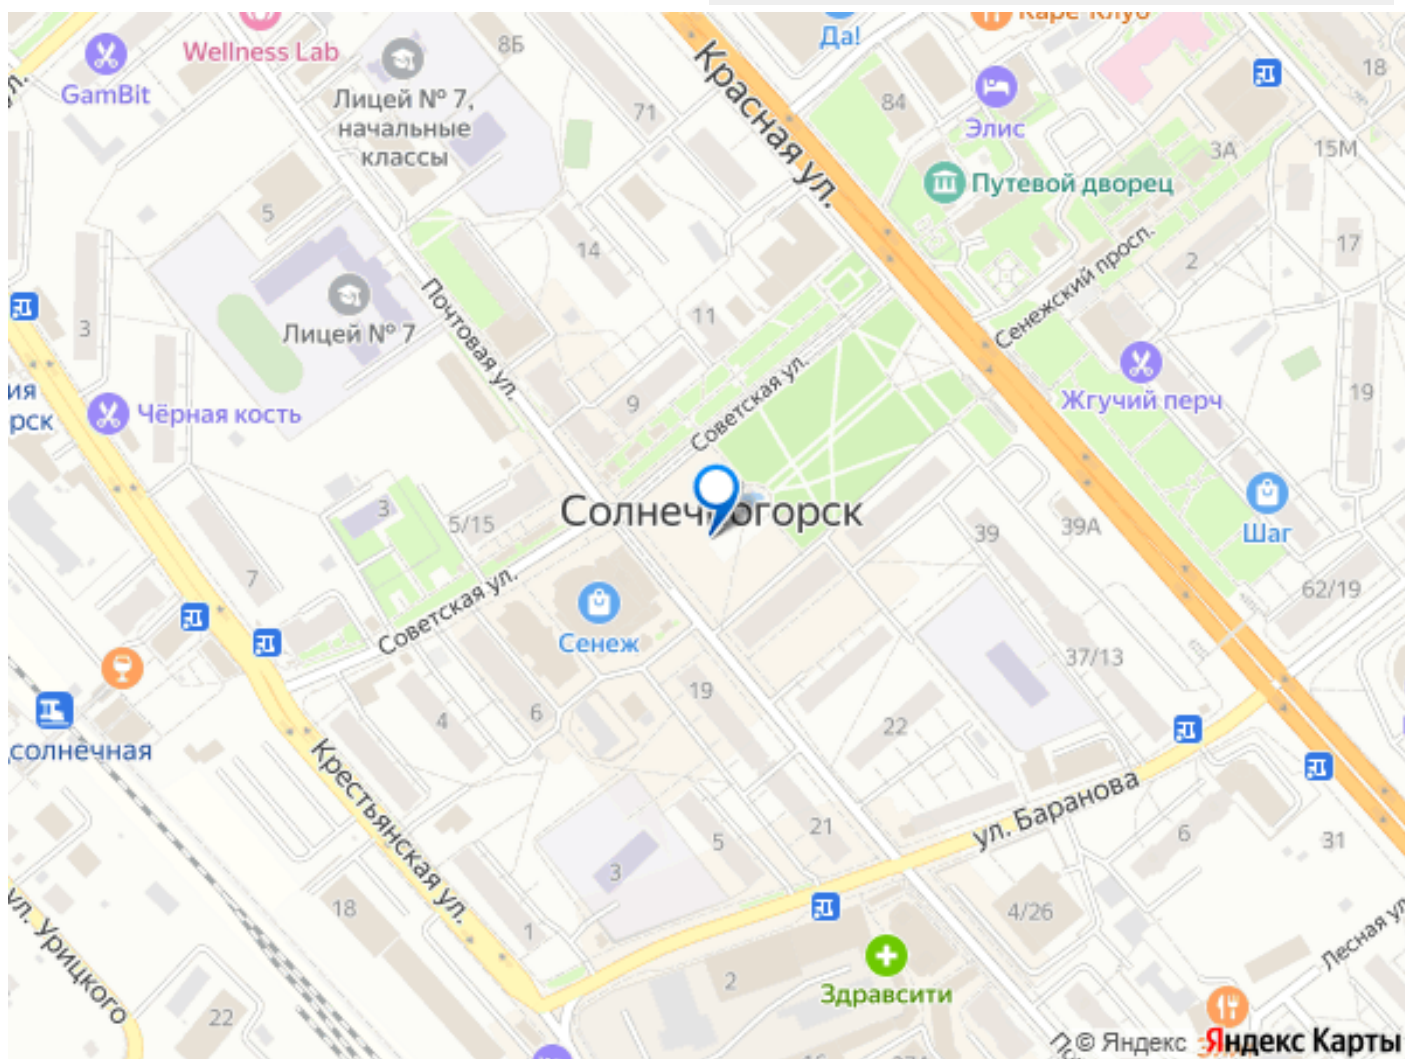 Каре-Клуб
Да!
Wellness Lab
8Б
GamBit
Лицей № 7,
начальные
классы
71
Красная ул.
84
Элис
18
3А
15М
Путевой дворец
5
14
17
2
Сенежский просп.
Почтовая ул.
11
3
Лицей № 7
Советская ул.
9
Жгучий перч
19
Чёрная кость
3
5/15
Солнечногорск
39
39А
Шаг
7
62/19
Советская ул.
Сенеж
37/13
19
4
6
22
Крестьянская ул.
ул. Баранова
5
21
6
31
3
18
1
4/26
ул. Урицкого
Лесная ул
2
Здравсити
22
16
© Яндекс
Яндекс Карты